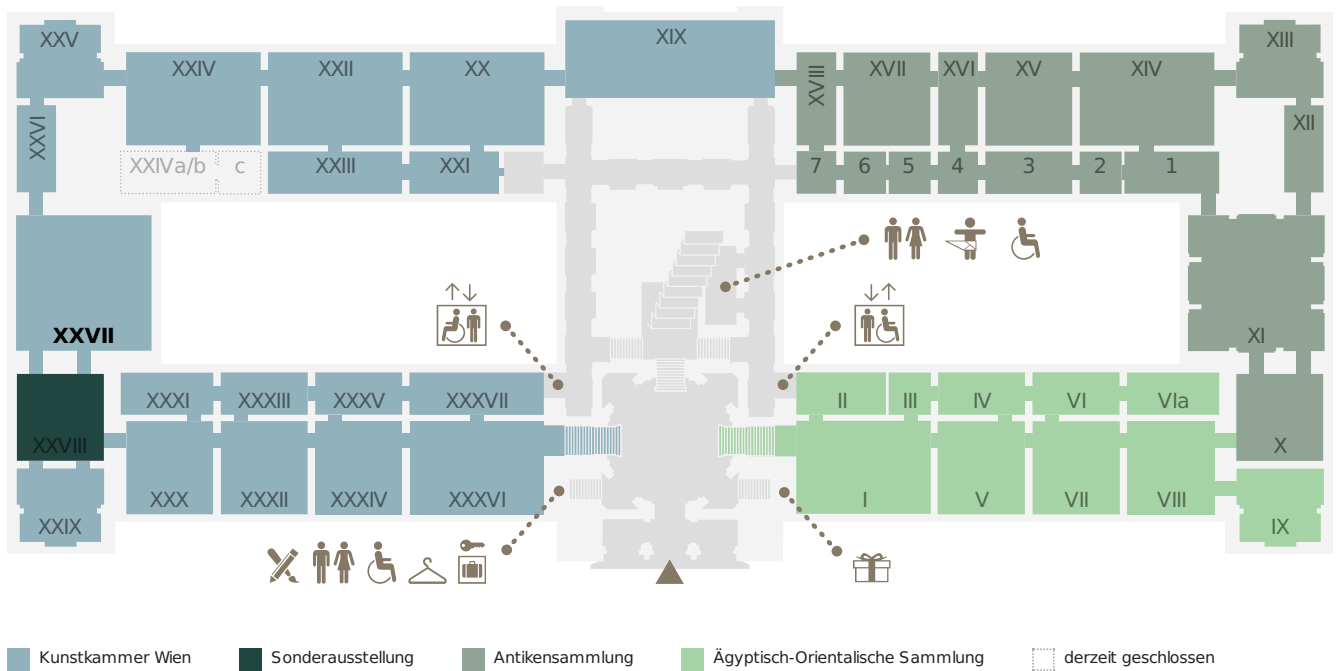 XXV
XIX
XIII
XXIV
XXII
XX
XVIII
XVII
XVI
XV
XIV
XXVI
XII
XXIVa/b
c
XXIII
XXI
7
6
5
4
3
2
1
XXVII
XI
XXXI
XXXIII
XXXV
XXXVII
II
III
IV
VI
VIa
XXVIII
X
XXX
XXXII
XXXIV
XXXVI
I
V
VII
VIII
XXIX
IX
Kunstkammer Wien
Sonderausstellung
Antikensammlung
Ägyptisch-Orientalische Sammlung
derzeit geschlossen